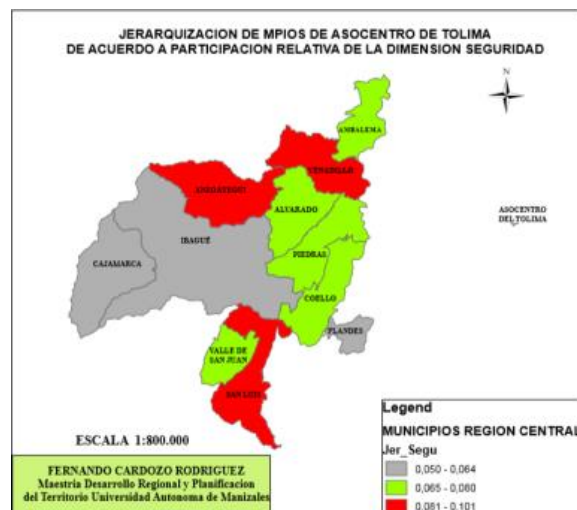 JERARQUIZACION DE MPIOS DE ASOCENTRO DE TOLIMA
DE ACUERDO A PARTICIPACION RELATIVA DE LA DIMENSION SEGURIDAD
N
AMBALEMA
VENADILLO
ANZOATEGUI
ALVARADO
ASOCENTRO
DEL TOLIMA
IBAGUÉ
CAJAMARCA
PIEDRAS
COELLO
FLANDES
VALLE DE
SAN JUAN
SAN LUIS
ESCALA 1:800.000
Legend
MUNICIPIOS REGION CENTRAL
Jer_Segu
0,050 - 0,064
0,065 - 0,080
0,081 - 0,101
FERNANDO CARDOZO RODRIGUEZ
Maestria Desarrollo Regional y Planificacion
del Territorio Universidad Autonoma de Manizales